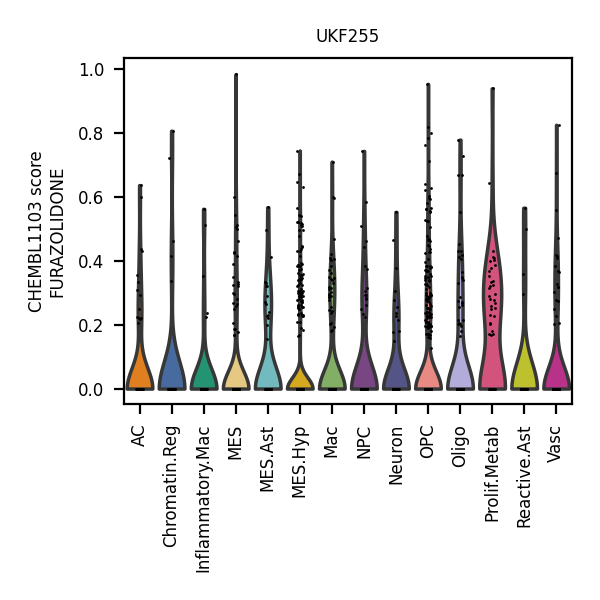 UKF255
CHEMBL1103 score
FURAZOLIDONE
1.0
0.8
0.6
0.4
0.2
0.0
AC
Chromatin.Reg
Inflammatory.Mac
MES
MES.Ast
MES.Hyp
Mac
NPC
Neuron
OPC
Oligo
Prolif.Metab
Reactive.Ast
Vasc